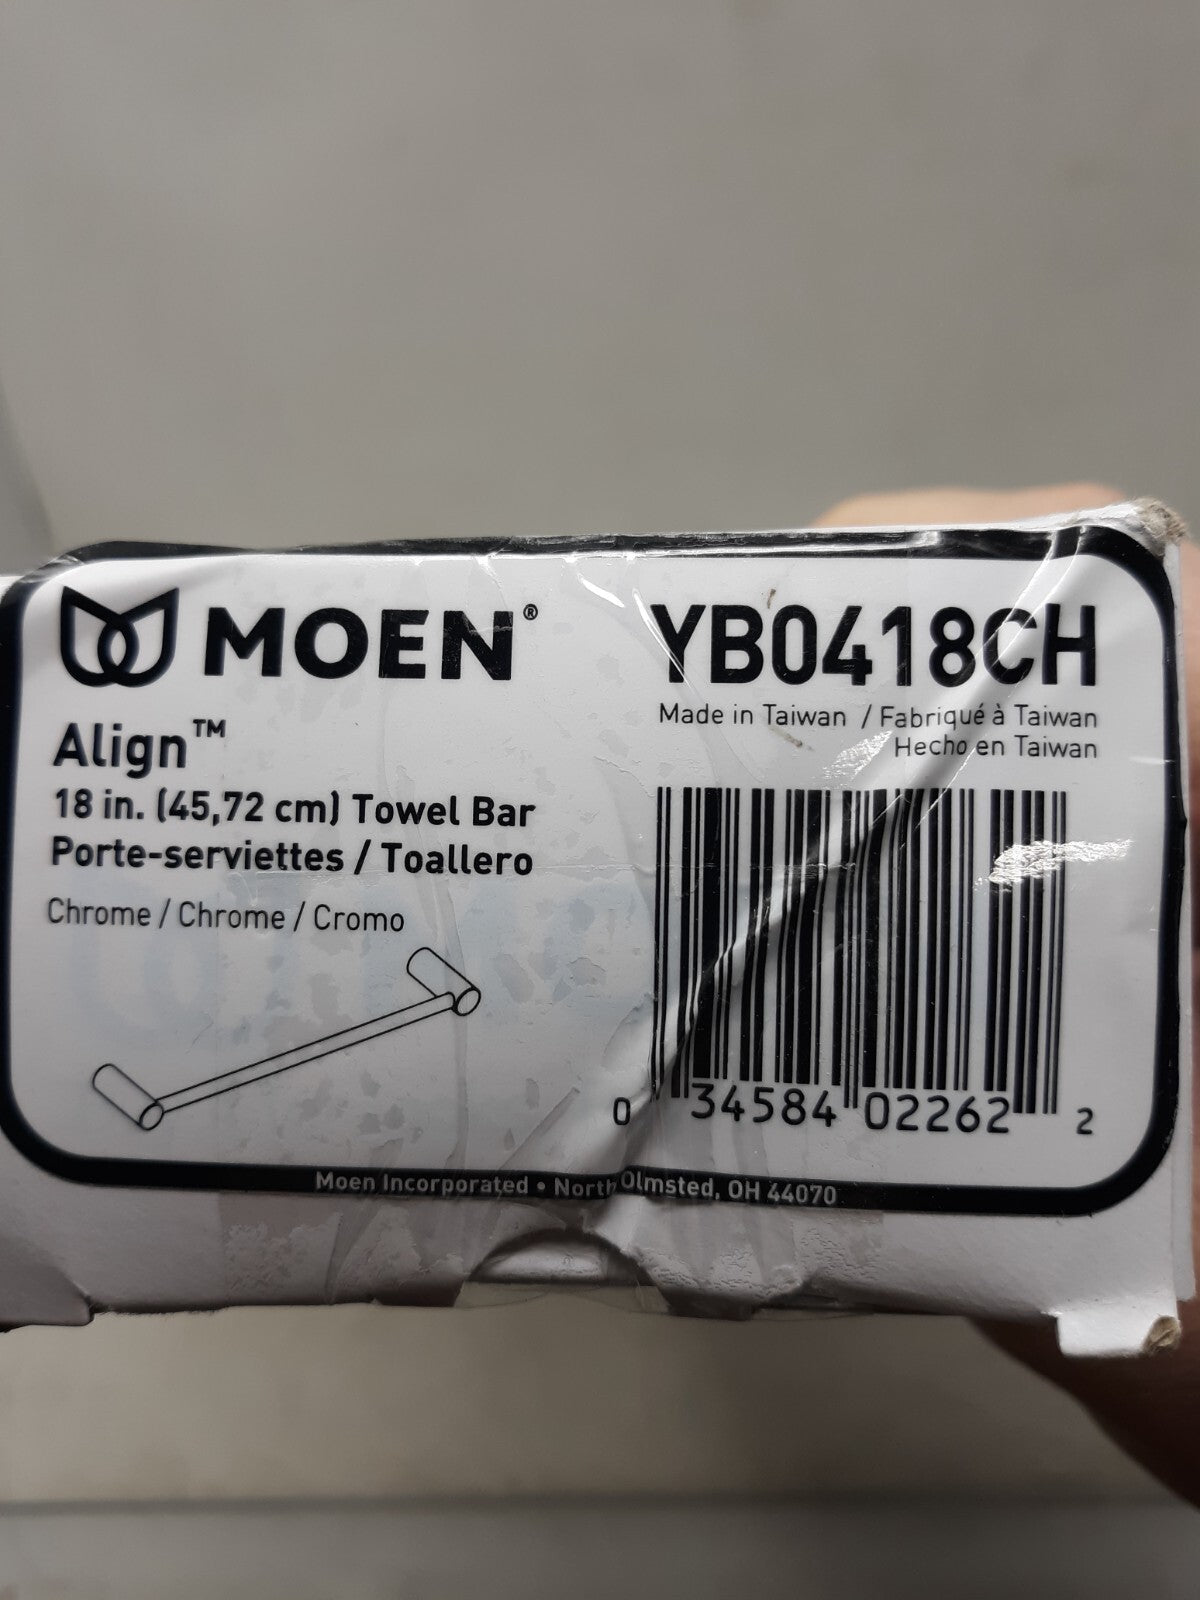 MOEN®
Align™
18 in. (45,72 cm) Towel Bar
Porte-serviettes / Toallero
Chrome / Chrome / Cromo
YB0418CH
Made in Taiwan / Fabriqué à Taiwan
Hecho en Taiwan
0 34584 02262 2
Moen Incorporated • North Olmsted, OH 44070